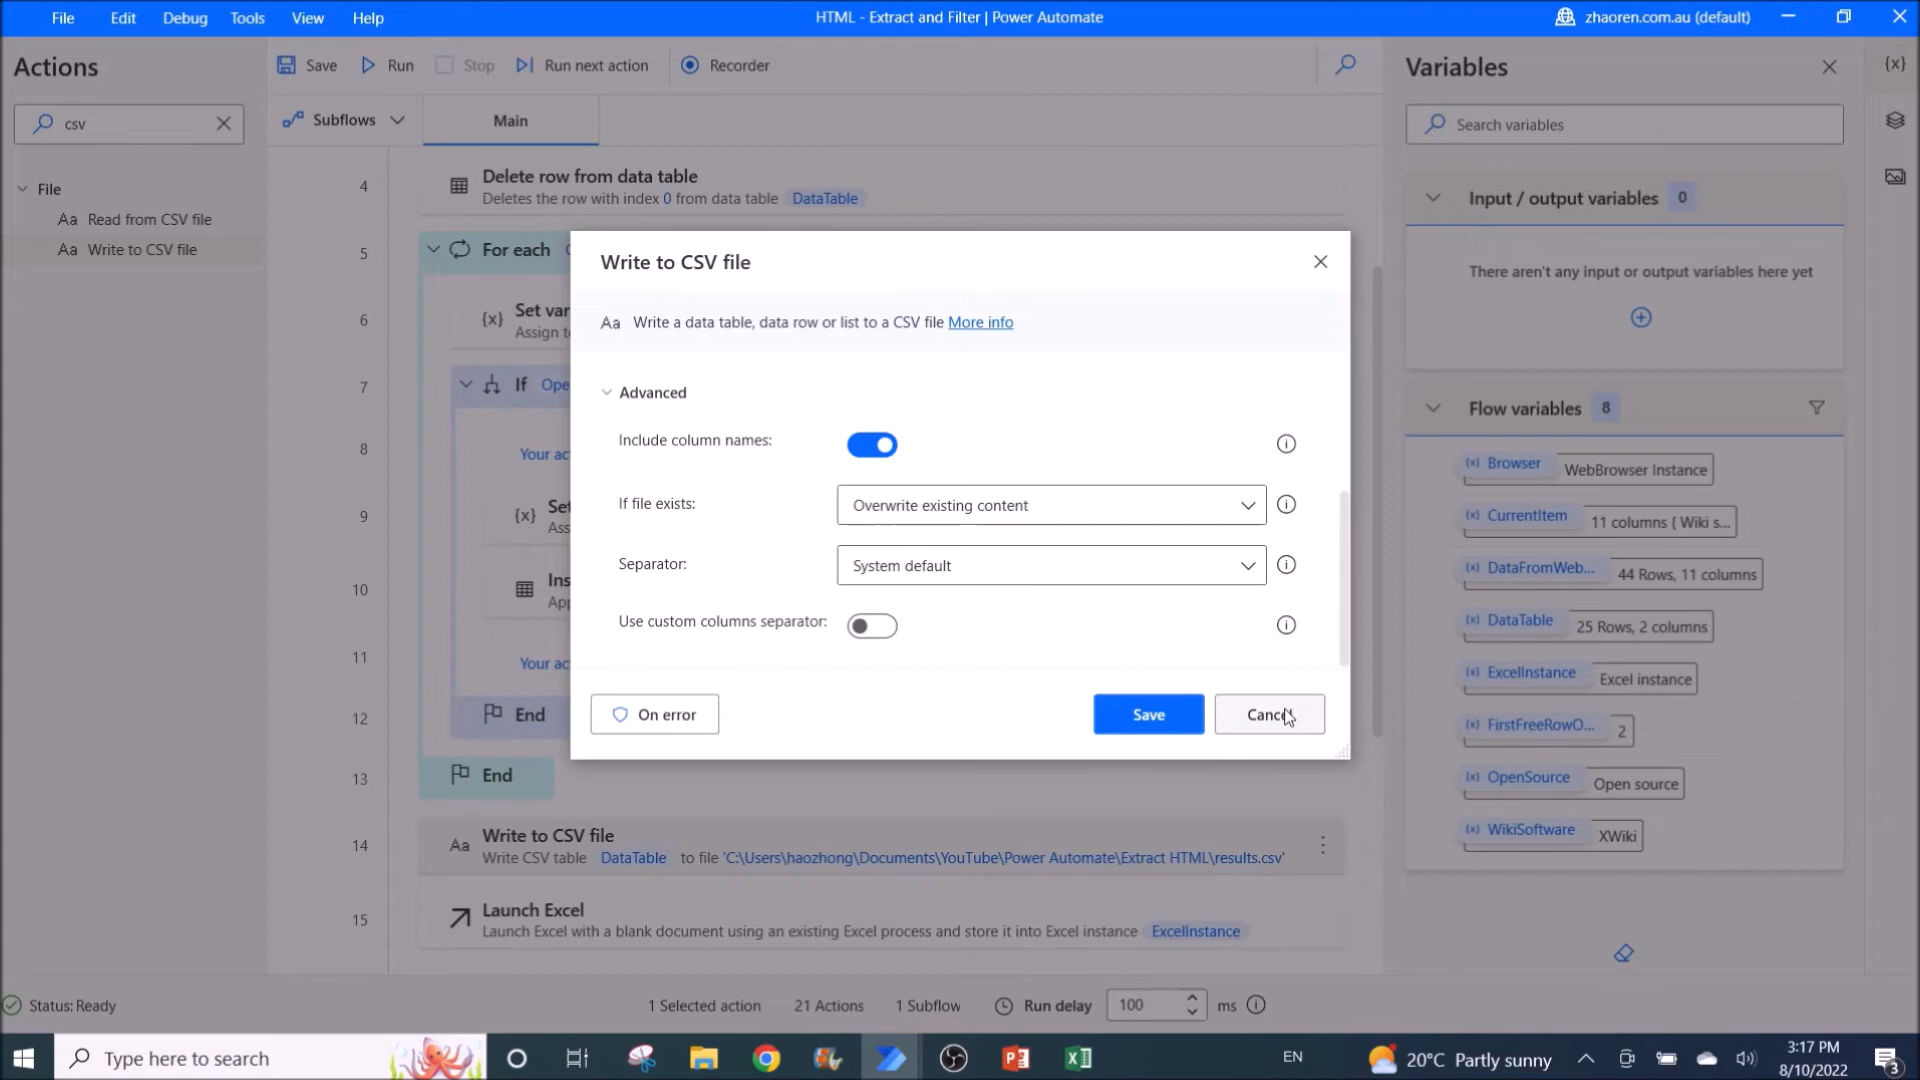 File Edit Debug Tools View Help HTML - Extract and Filter | Power Automate zhaoren.com.au (default)
Actions
csv
File
Aa Read from CSV file
Aa Write to CSV file
Save Run Stop Run next action Recorder
Subflows Main
4 Delete row from data table
Deletes the row with index 0 from data table DataTable
5 For each
6 {x} Set var
Assign to
7 If Ope
8 Your ac
9 {x} Set
Ass
10 Ins
App
11 Your ac
12 End
13 End
14 Aa Write to CSV file
Write CSV table DataTable to file 'C:\Users\haozhong\Documents\YouTube\Power Automate\Extract HTML\results.csv'
15 Launch Excel
Launch Excel with a blank document using an existing Excel process and store it into Excel instance ExcelInstance
Write to CSV file
Aa Write a data table, data row or list to a CSV file More info
Advanced
Include column names:
If file exists: Overwrite existing content
Separator: System default
Use custom columns separator:
On error Save Cancel
Variables {x}
Search variables
Input / output variables 0
There aren't any input or output variables here yet
Flow variables 8
{x} Browser WebBrowser Instance
{x} CurrentItem 11 columns ( Wiki s...
{x} DataFromWeb... 44 Rows, 11 columns
{x} DataTable 25 Rows, 2 columns
{x} ExcelInstance Excel instance
{x} FirstFreeRowO... 2
{x} OpenSource Open source
{x} WikiSoftware XWiki
Status: Ready 1 Selected action 21 Actions 1 Subflow Run delay 100 ms
Type here to search EN 20°C Partly sunny 3:17 PM
8/10/2022 3